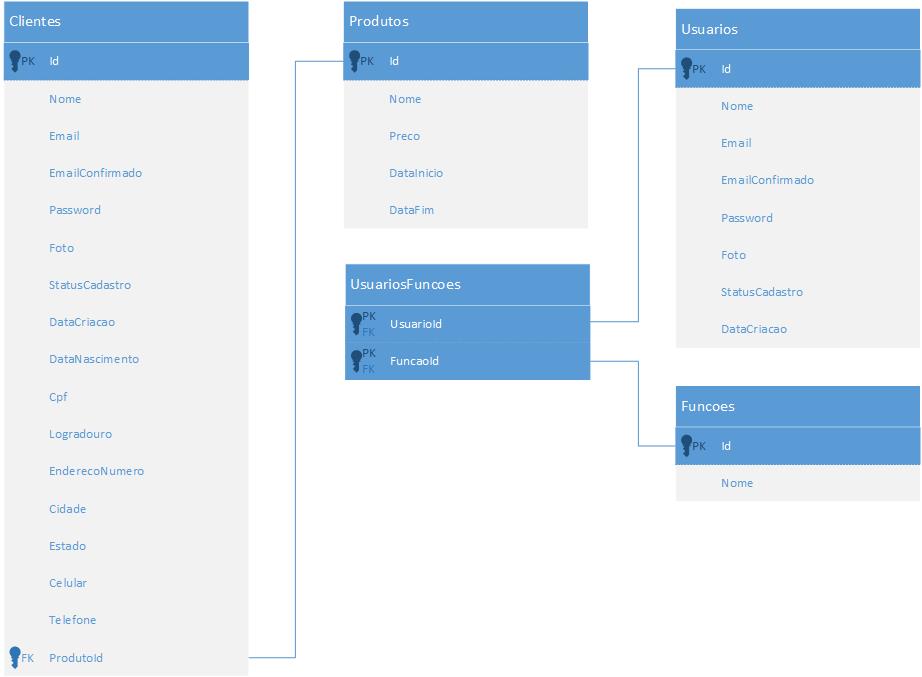 Clientes
PK Id
Nome
Email
EmailConfirmado
Password
Foto
StatusCadastro
DataCriacao
DataNascimento
Cpf
Logradouro
EnderecoNumero
Cidade
Estado
Celular
Telefone
FK ProdutoId
Produtos
PK Id
Nome
Preco
DataInicio
DataFim
UsuariosFuncoes
PK
FK
UsuarioId
PK
FK
FuncaoId
Usuarios
PK Id
Nome
Email
EmailConfirmado
Password
Foto
StatusCadastro
DataCriacao
Funcoes
PK Id
Nome